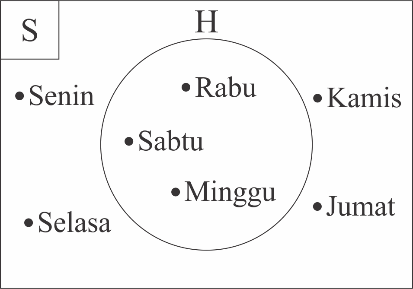 S
H
• Senin
• Rabu
• Kamis
• Sabtu
• Minggu
• Selasa
• Jumat